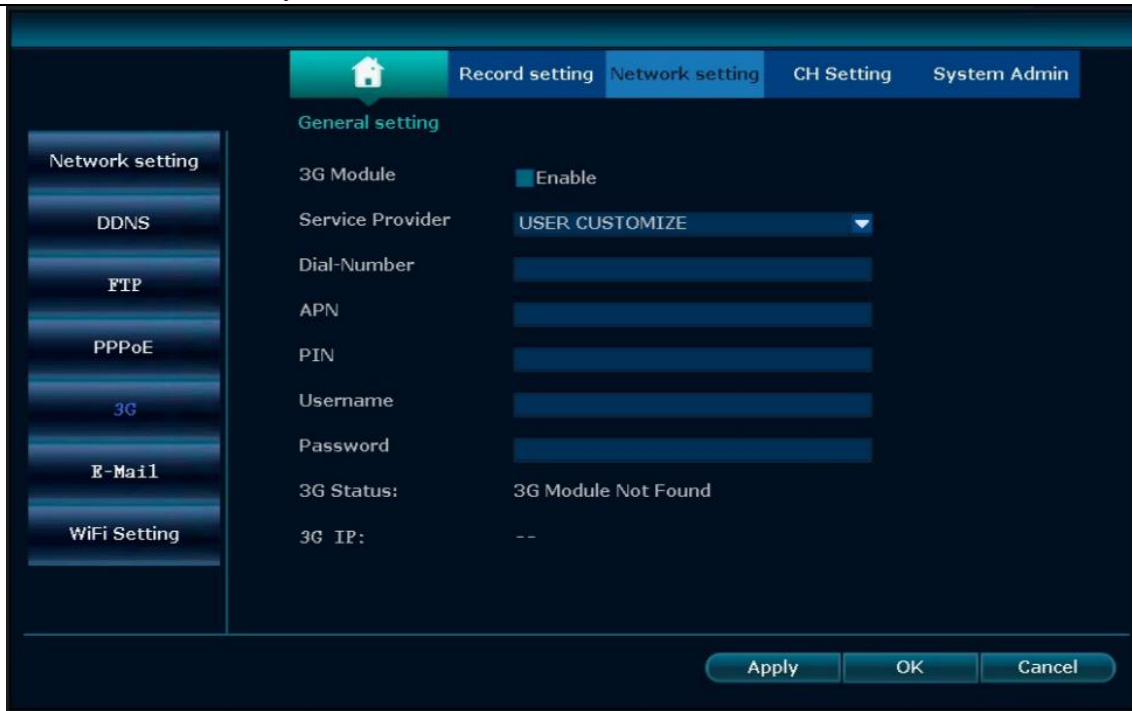 Record setting Network setting CH Setting System Admin
General setting
Network setting
DDNS
FTP
PPPoE
3G
E-Mail
WiFi Setting
3G Module Enable
Service Provider USER CUSTOMIZE
Dial-Number
APN
PIN
Username
Password
3G Status: 3G Module Not Found
3G IP: --
Apply OK Cancel